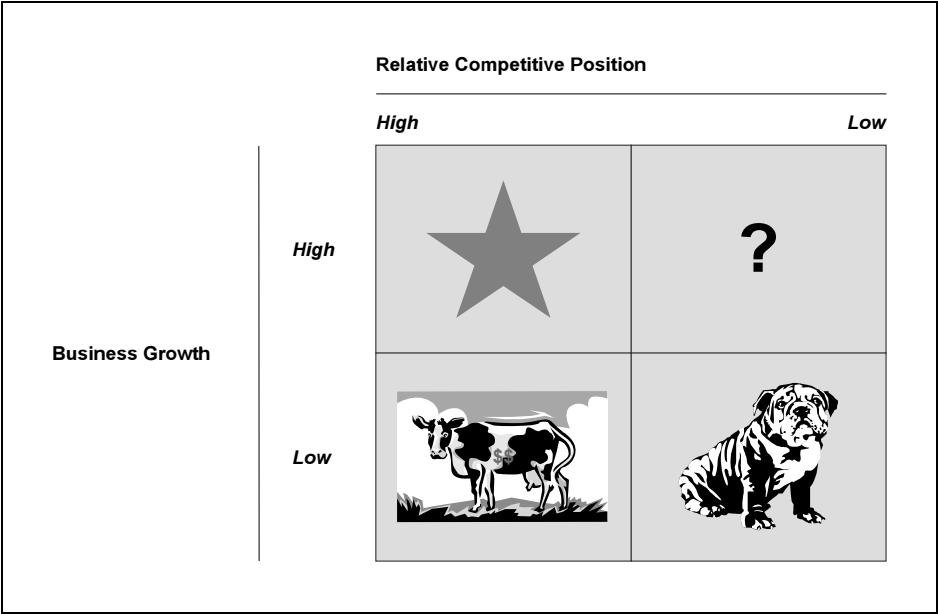 Relative Competitive Position
High
Low
High
?
Business Growth
$$
Low